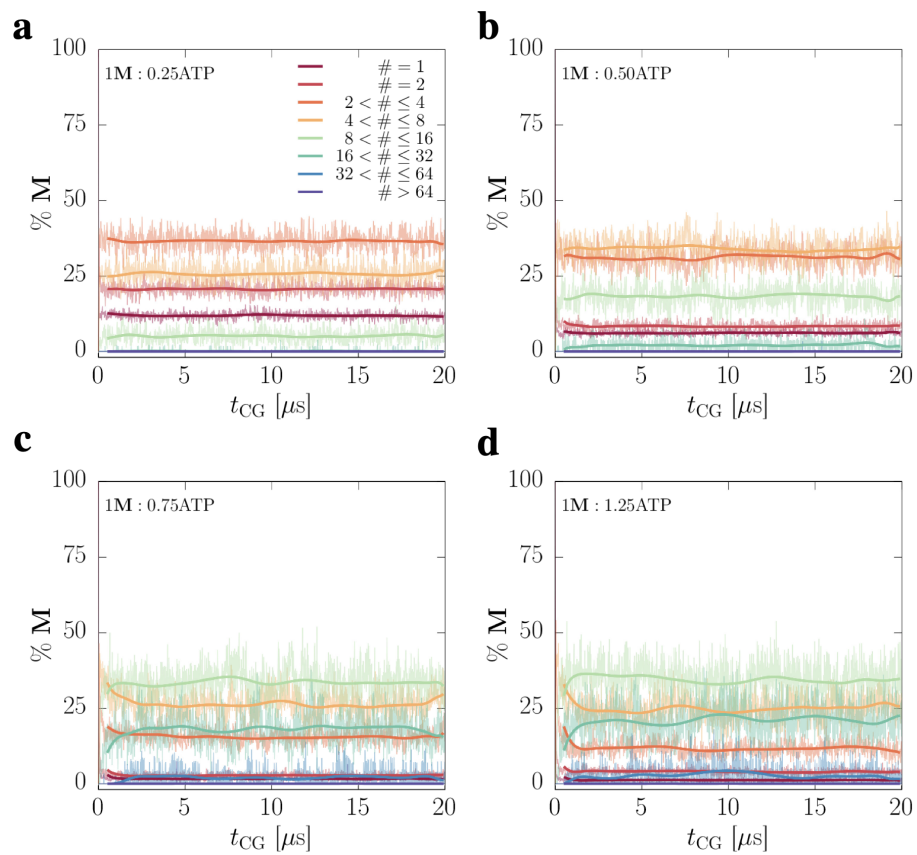 a
100
75
50
25
0
% M
1M : 0.25ATP
# = 1
# = 2
2 < # ≤ 4
4 < # ≤ 8
8 < # ≤ 16
16 < # ≤ 32
32 < # ≤ 64
# > 64
0 5 10 15 20
t_CG [μs]
b
100
75
50
25
0
% M
1M : 0.50ATP
0 5 10 15 20
t_CG [μs]
c
100
75
50
25
0
% M
1M : 0.75ATP
0 5 10 15 20
t_CG [μs]
d
100
75
50
25
0
% M
1M : 1.25ATP
0 5 10 15 20
t_CG [μs]